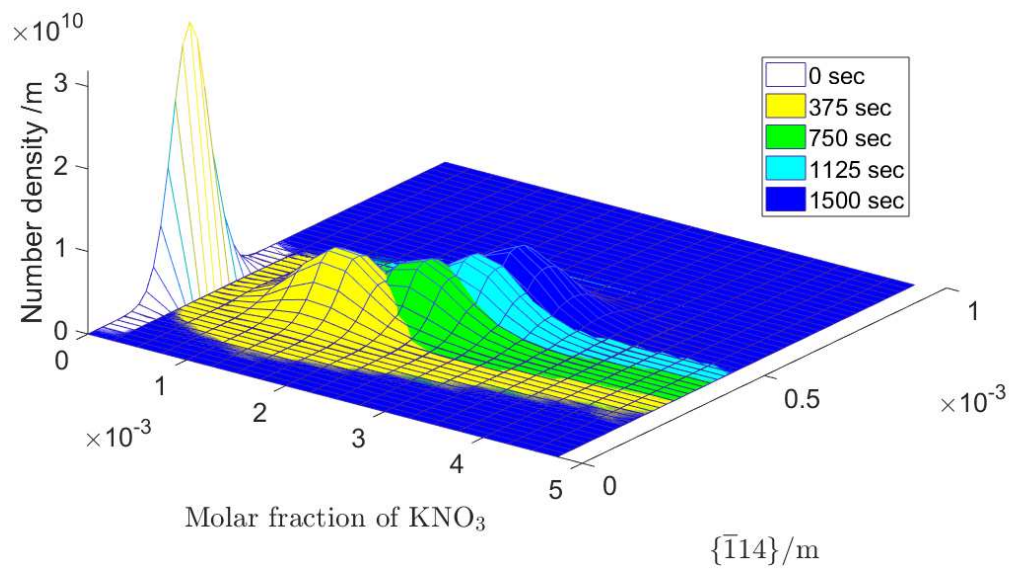 ×10¹⁰
3
2
1
0
Number density /m
0
1
2
3
4
5
×10⁻³
Molar fraction of KNO₃
0
0.5
1
×10⁻³
{1̅14}/m
0 sec
375 sec
750 sec
1125 sec
1500 sec